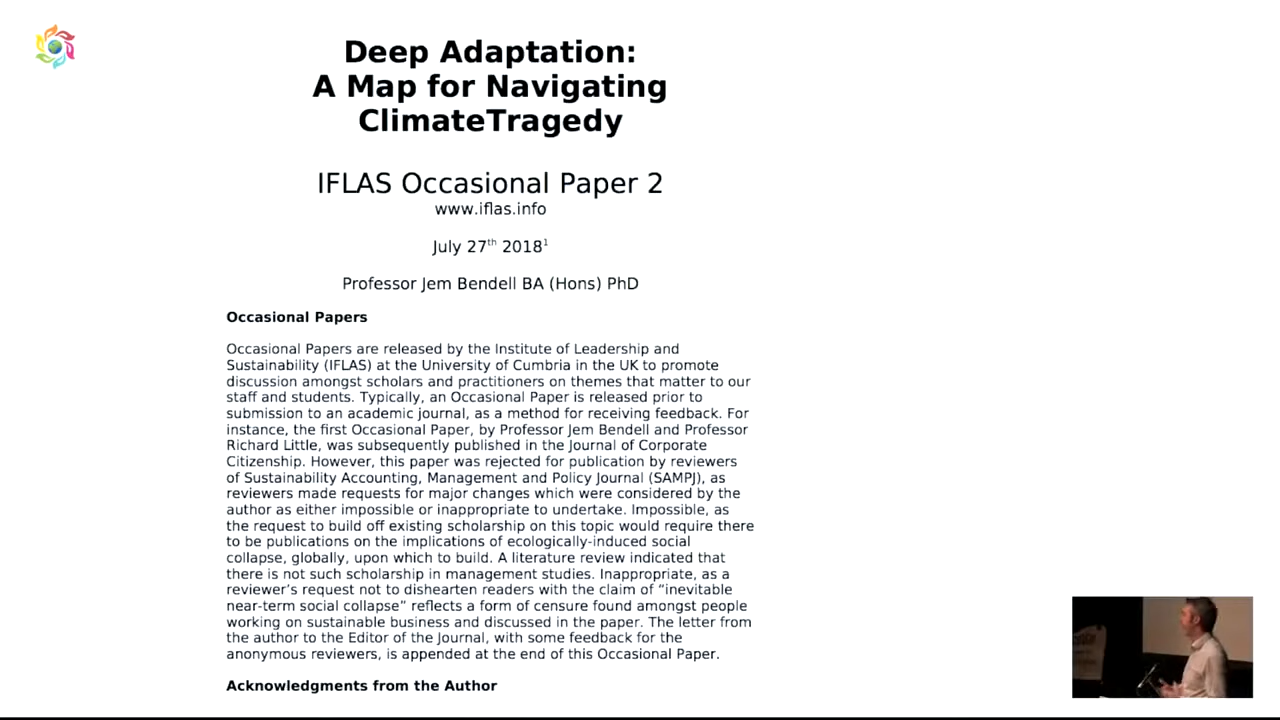 Deep Adaptation:
A Map for Navigating
ClimateTragedy
IFLAS Occasional Paper 2
www.iflas.info
July 27th 20181
Professor Jem Bendell BA (Hons) PhD
Occasional Papers
Occasional Papers are released by the Institute of Leadership and
Sustainability (IFLAS) at the University of Cumbria in the UK to promote
discussion amongst scholars and practitioners on themes that matter to our
staff and students. Typically, an Occasional Paper is released prior to
submission to an academic journal, as a method for receiving feedback. For
instance, the first Occasional Paper, by Professor Jem Bendell and Professor
Richard Little, was subsequently published in the Journal of Corporate
Citizenship. However, this paper was rejected for publication by reviewers
of Sustainability Accounting, Management and Policy Journal (SAMPJ), as
reviewers made requests for major changes which were considered by the
author as either impossible or inappropriate to undertake. Impossible, as
the request to build off existing scholarship on this topic would require there
to be publications on the implications of ecologically-induced social
collapse, globally, upon which to build. A literature review indicated that
there is not such scholarship in management studies. Inappropriate, as a
reviewer's request not to dishearten readers with the claim of “inevitable
near-term social collapse” reflects a form of censure found amongst people
working on sustainable business and discussed in the paper. The letter from
the author to the Editor of the Journal, with some feedback for the
anonymous reviewers, is appended at the end of this Occasional Paper.
Acknowledgments from the Author